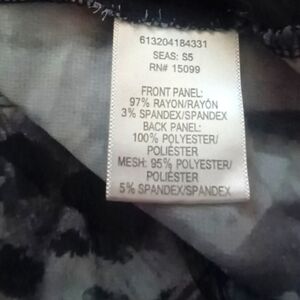 613204184331
SEAS: S5
RN# 15099
FRONT PANEL:
97% RAYON/RAYÓN
3% SPANDEX/SPANDEX
BACK PANEL:
100% POLYESTER/
POLIÉSTER
MESH: 95% POLYESTER/
POLIÉSTER
5% SPANDEX/SPANDEX